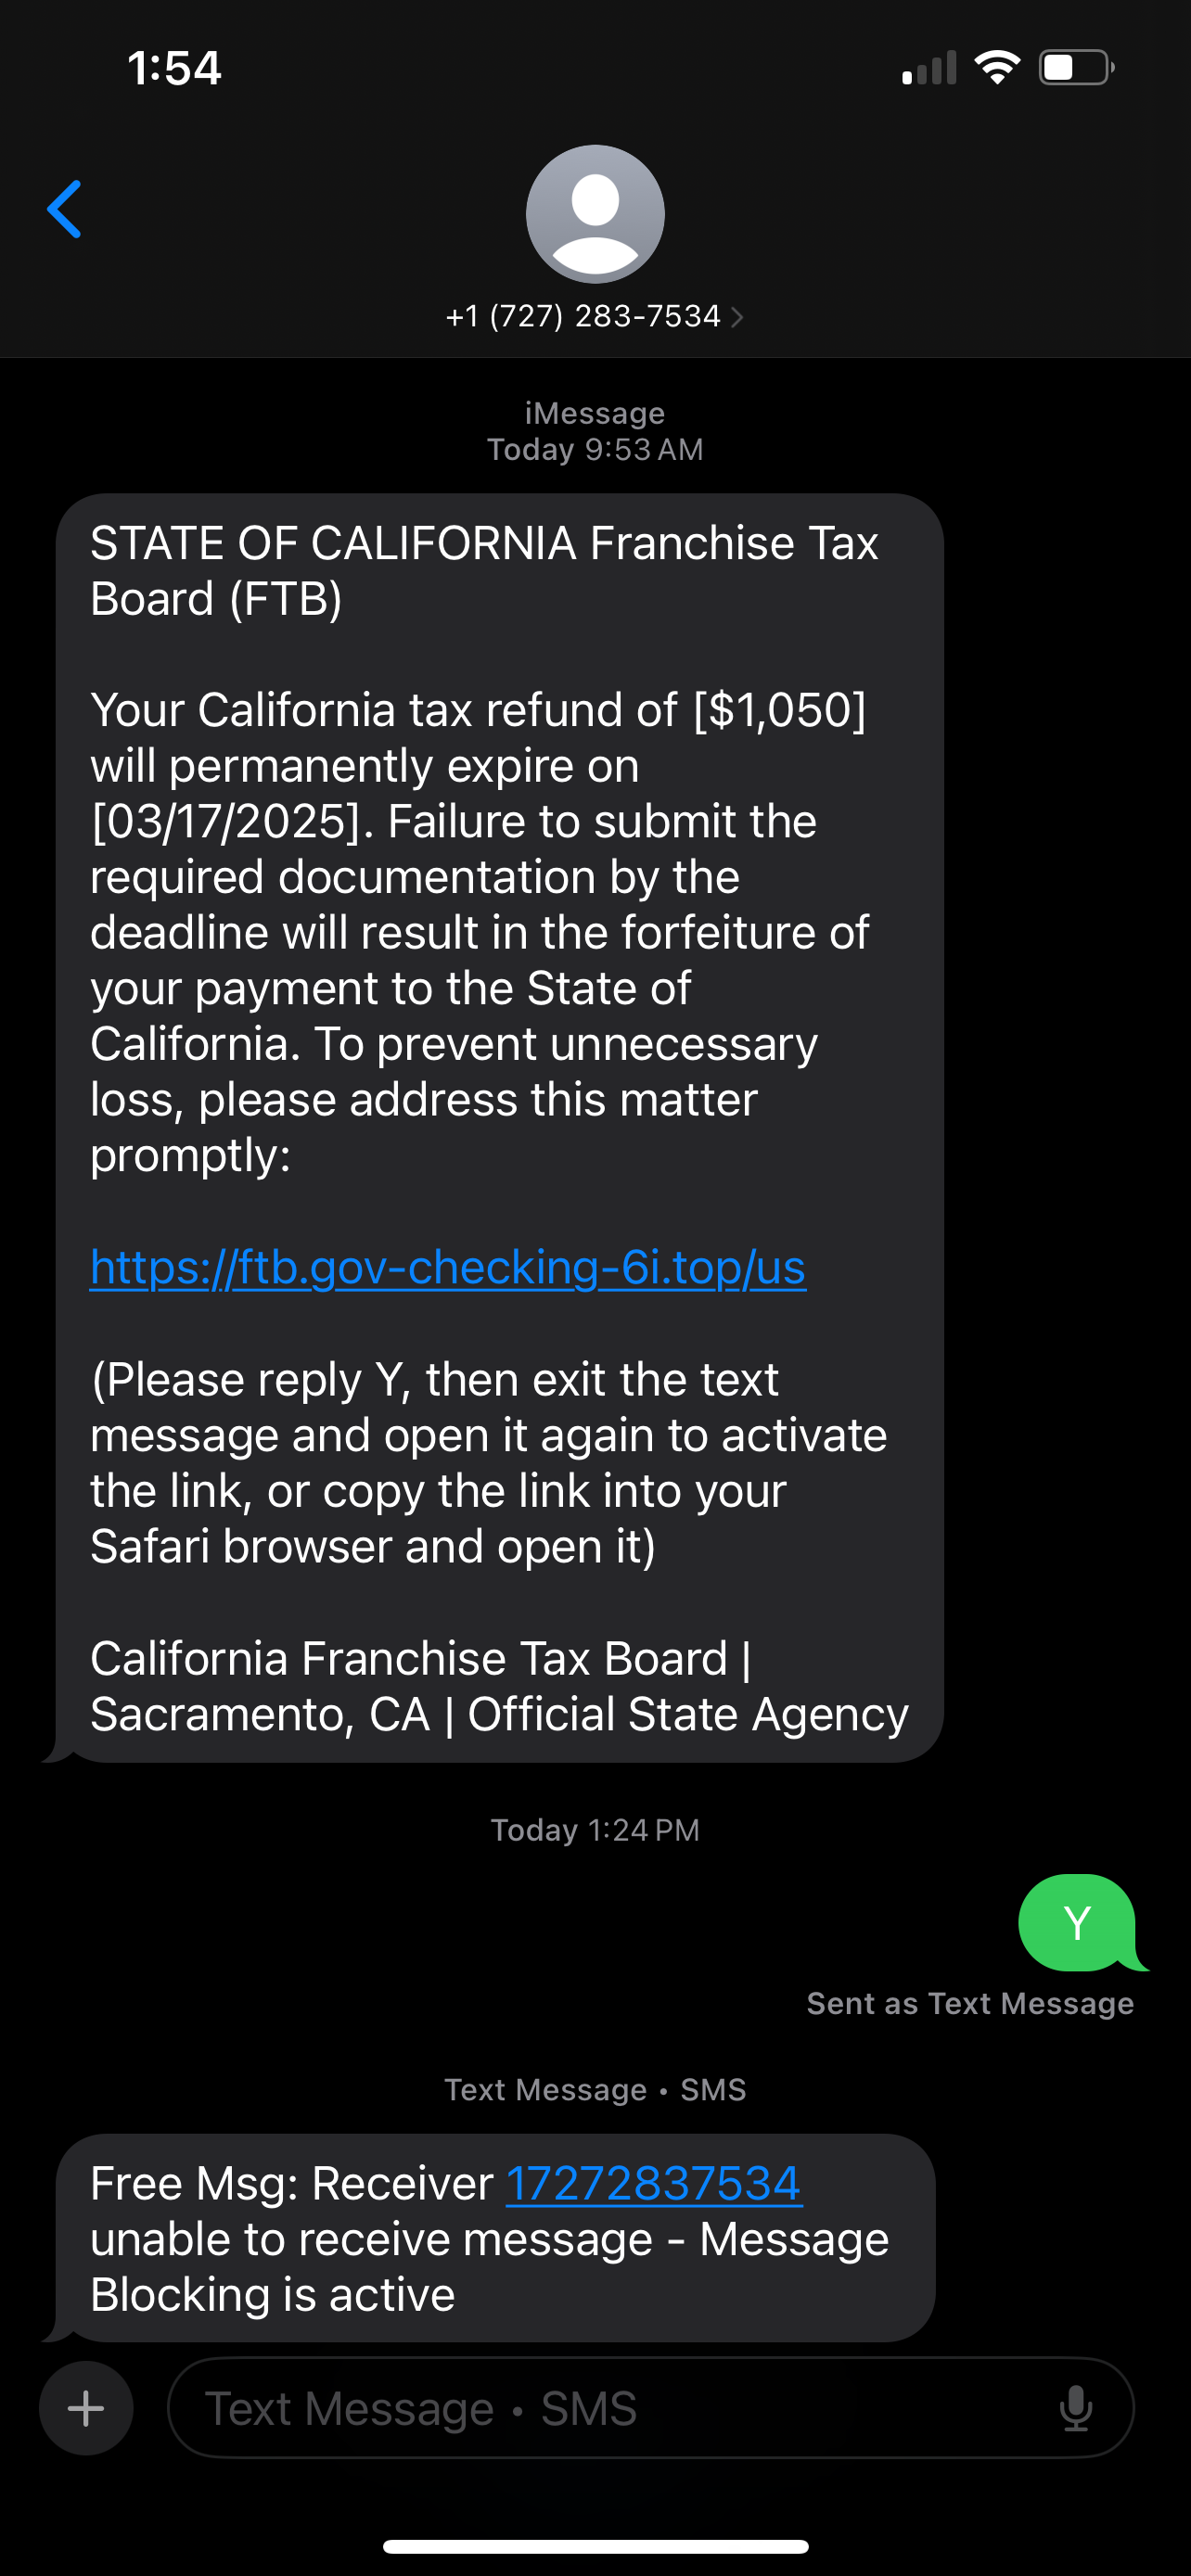 1:54
+1 (727) 283-7534
iMessage
Today 9:53 AM
STATE OF CALIFORNIA Franchise Tax
Board (FTB)
Your California tax refund of [$1,050]
will permanently expire on
[03/17/2025]. Failure to submit the
required documentation by the
deadline will result in the forfeiture of
your payment to the State of
California. To prevent unnecessary
loss, please address this matter
promptly:
https://ftb.gov-checking-6i.top/us
(Please reply Y, then exit the text
message and open it again to activate
the link, or copy the link into your
Safari browser and open it)
California Franchise Tax Board |
Sacramento, CA | Official State Agency
Today 1:24 PM
Y
Sent as Text Message
Text Message • SMS
Free Msg: Receiver 17272837534
unable to receive message - Message
Blocking is active
Text Message • SMS